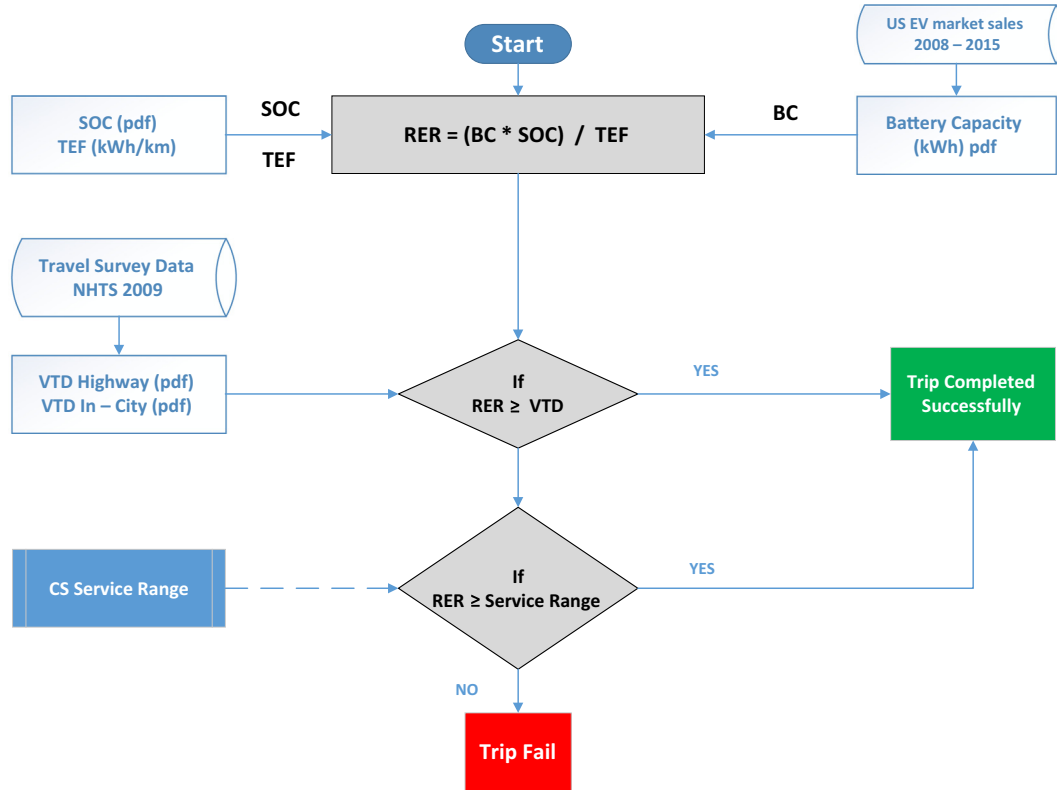 Start
US EV market sales
2008 – 2015
SOC (pdf)
TEF (kWh/km)
SOC
TEF
RER = (BC * SOC) / TEF
BC
Battery Capacity
(kWh) pdf
Travel Survey Data
NHTS 2009
VTD Highway (pdf)
VTD In – City (pdf)
If
RER ≥ VTD
YES
Trip Completed
Successfully
CS Service Range
If
RER ≥ Service Range
YES
NO
Trip Fail